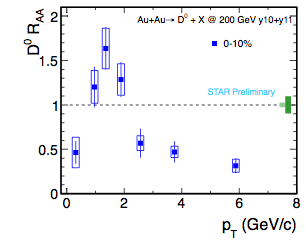 Au+Au→ D⁰ + X @ 200 GeV y10+y11
0-10%
STAR Preliminary
D⁰ R_AA
2
1.5
1
0.5
0
0 2 4 6 8
p_T (GeV/c)